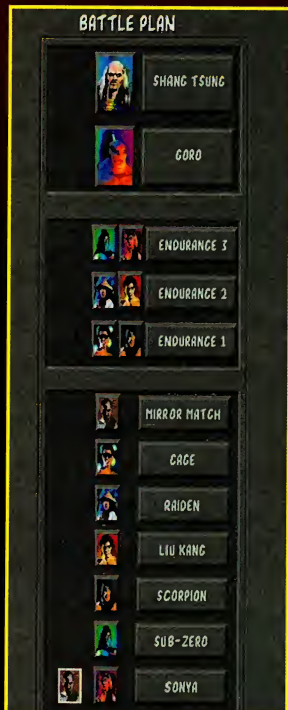 BATTLE PLAN
SHANG TSUNG
GORO
ENDURANCE 3
ENDURANCE 2
ENDURANCE 1
MIRROR MATCH
CAGE
RAIDEN
LIU KANG
SCORPION
SUB-ZERO
SONYA